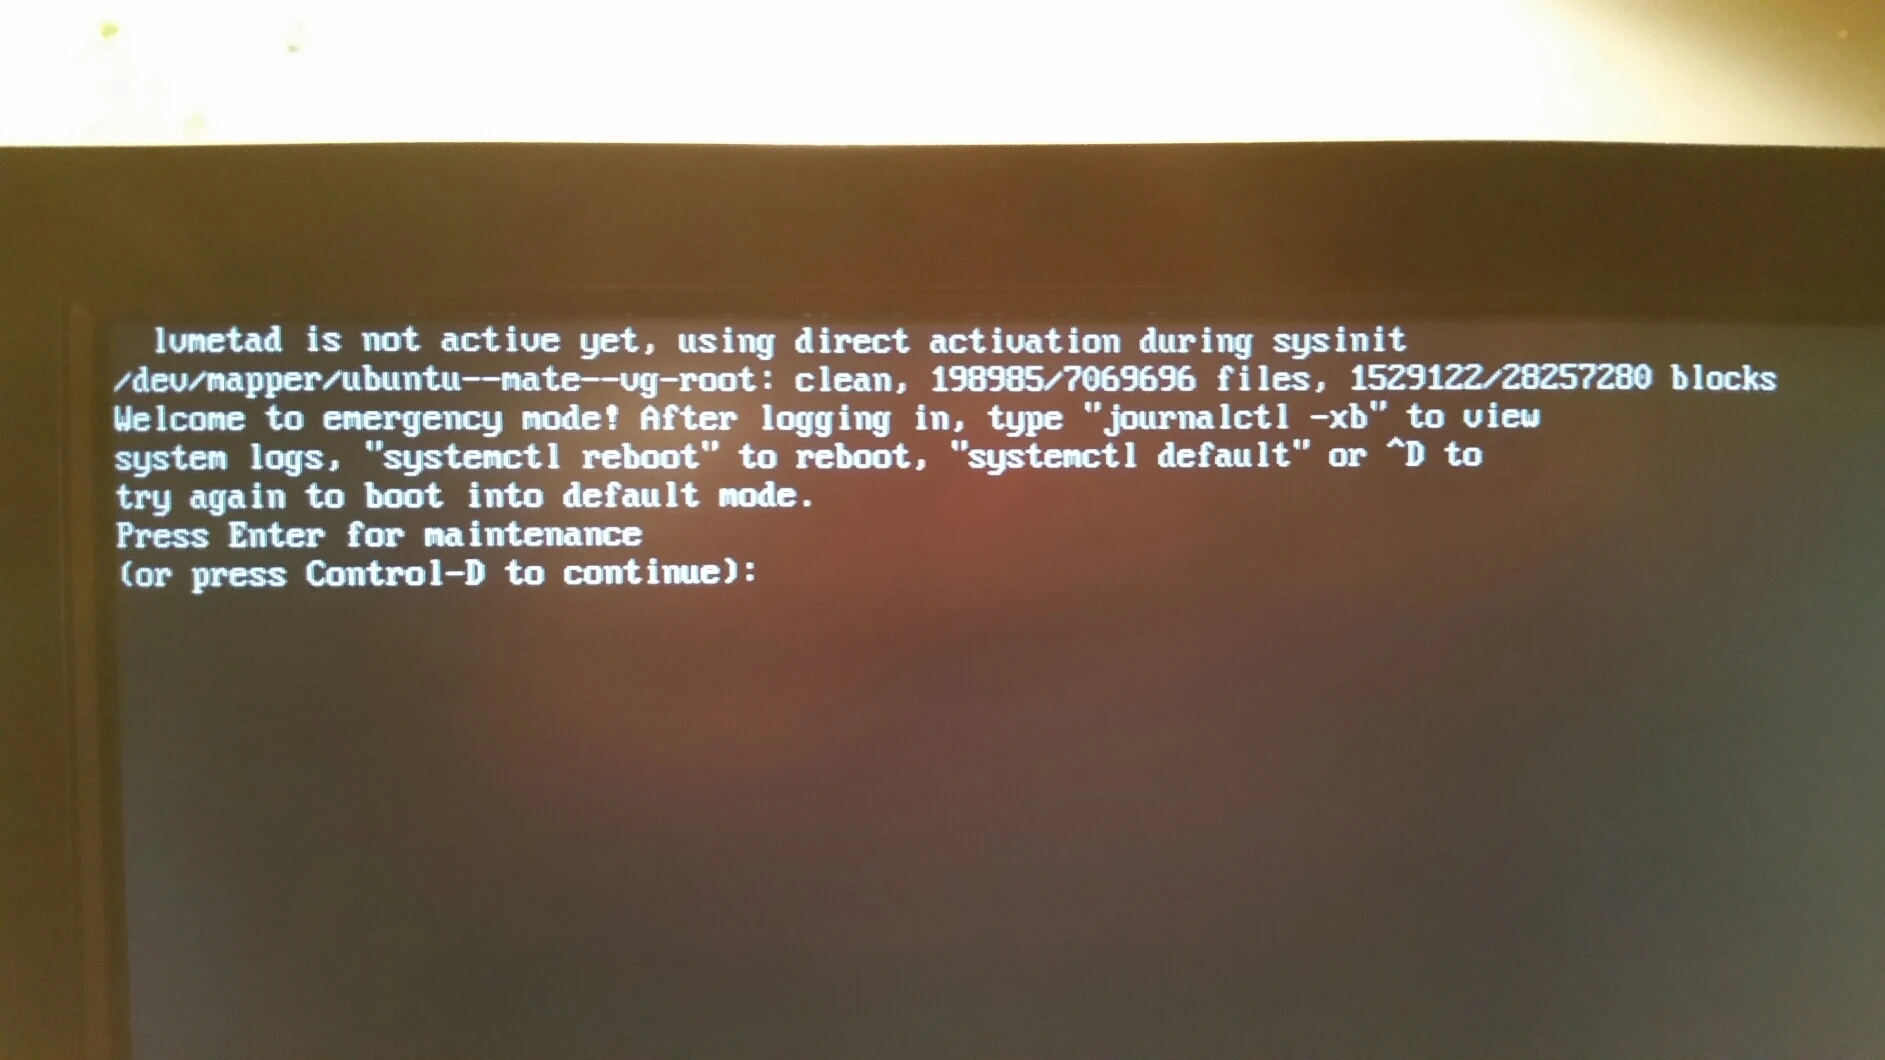 lvmetad is not active yet, using direct activation during sysinit
/dev/mapper/ubuntu--mate--vg-root: clean, 198985/7069696 files, 1529122/28257280 blocks
Welcome to emergency mode! After logging in, type "journalctl -xb" to view
system logs, "systemctl reboot" to reboot, "systemctl default" or ^D to
try again to boot into default mode.
Press Enter for maintenance
(or press Control-D to continue):